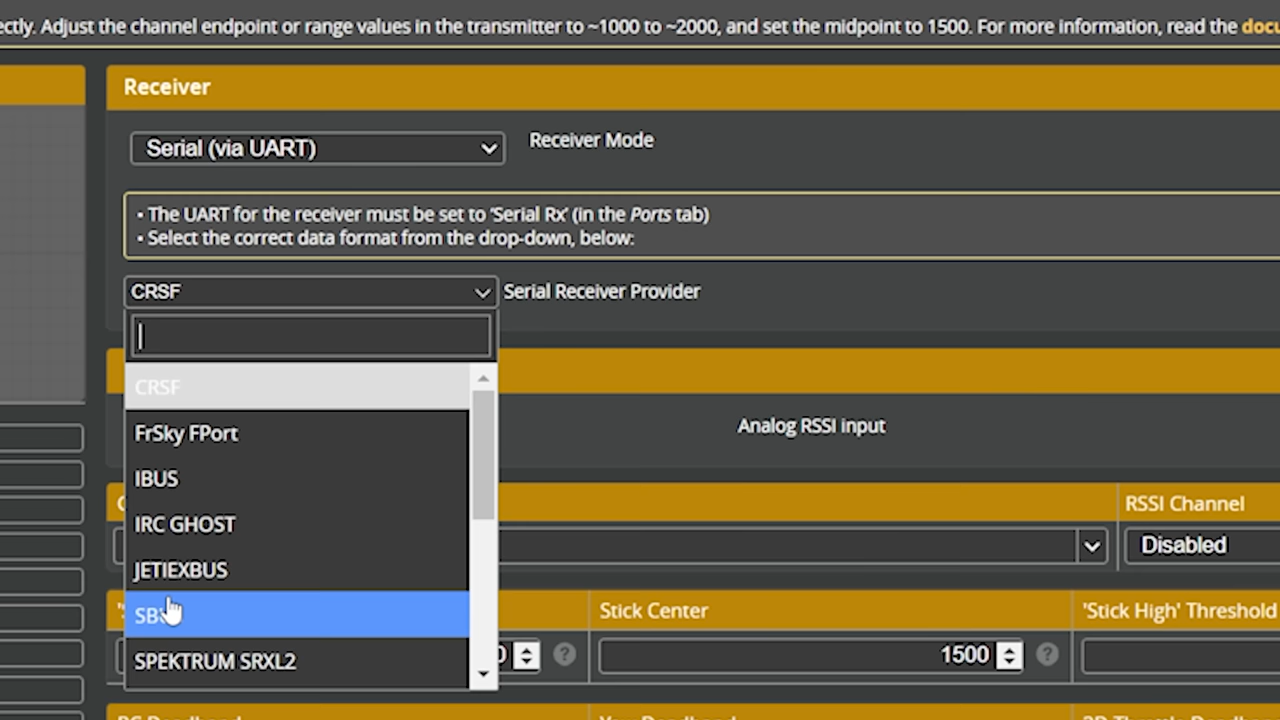 Adjust the channel endpoint or range values in the transmitter to ~1000 to ~2000, and set the midpoint to 1500. For more information, read the
Receiver
Serial (via UART)
Receiver Mode
• The UART for the receiver must be set to 'Serial Rx' (in the Ports tab)
• Select the correct data format from the drop-down, below:
CRSF
Serial Receiver Provider
CRSF
FrSky FPort
IBUS
IRC GHOST
JETIEXBUS
SPEKTRUM SRXL2
Analog RSSI input
RSSI Channel
Disabled
Stick Center
'Stick High' Threshold
1500